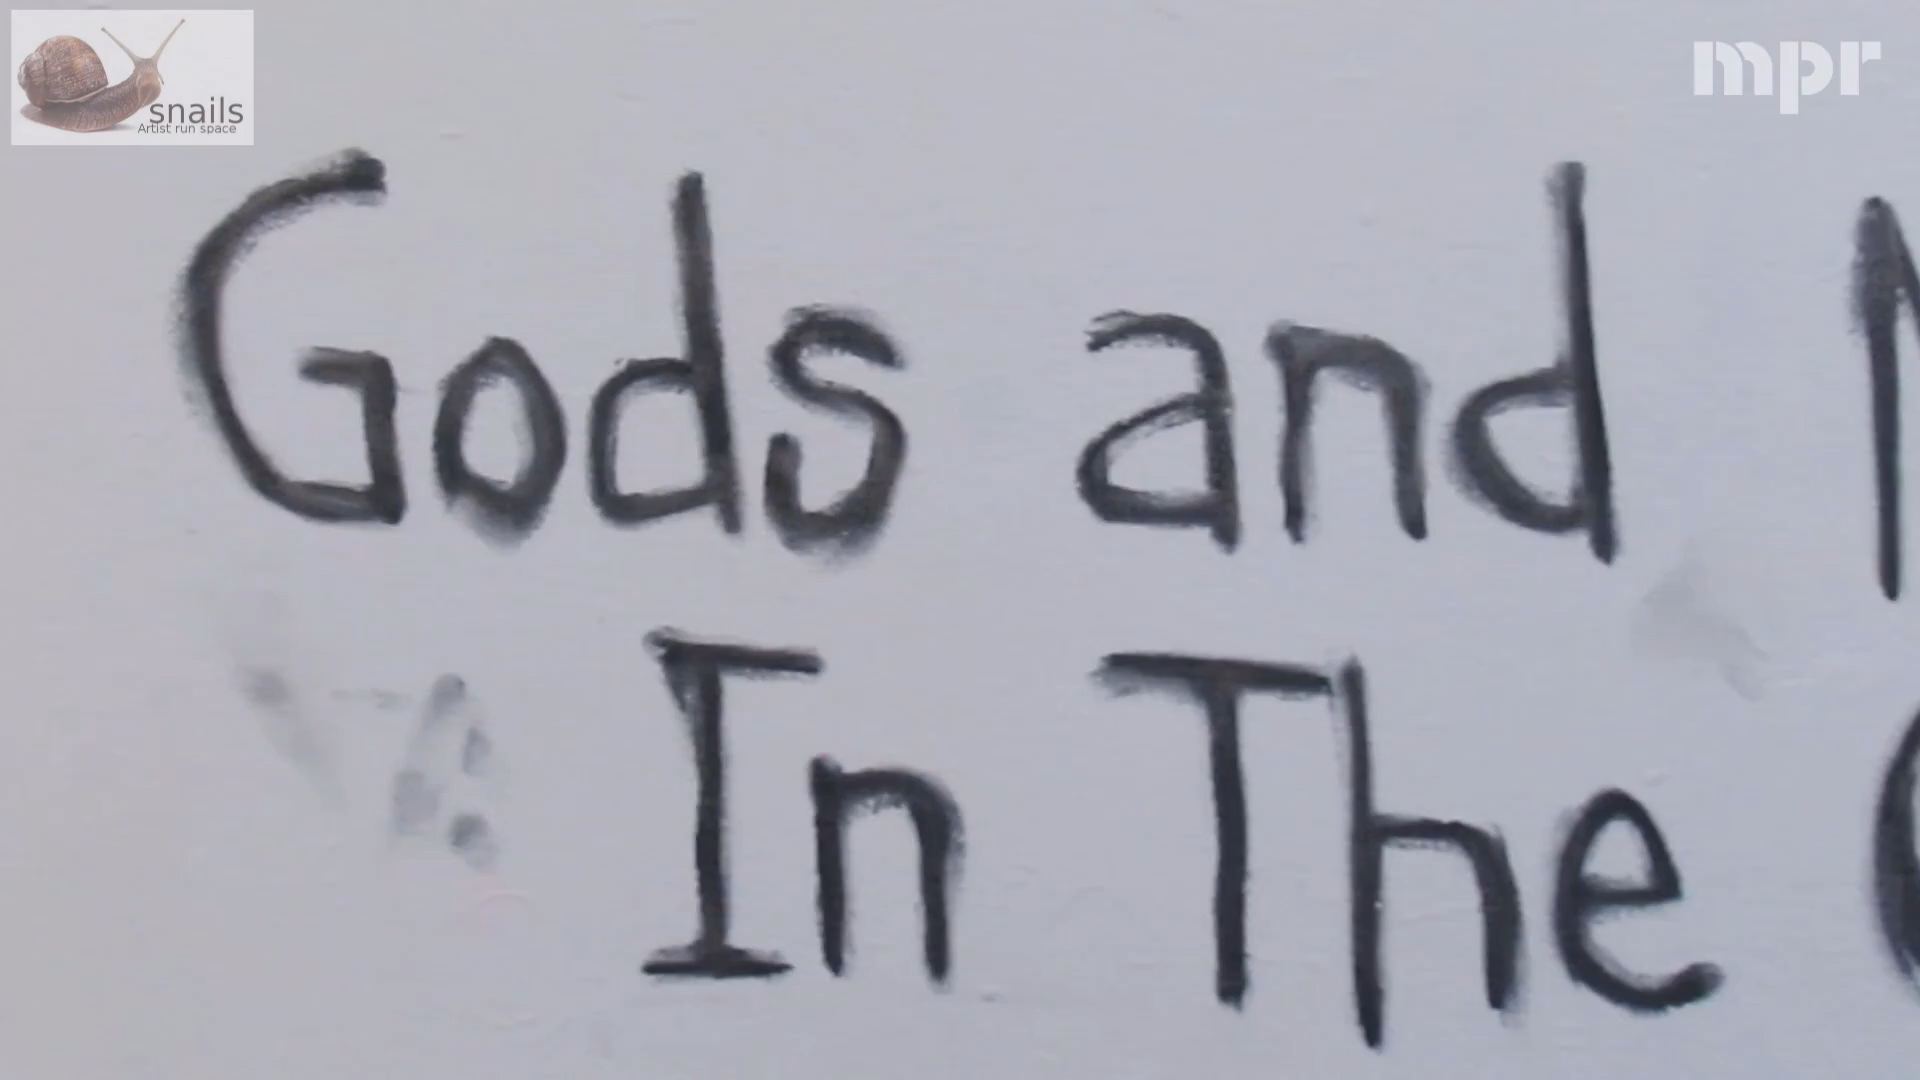 snails
Artist run space
mpr
Gods and
In The